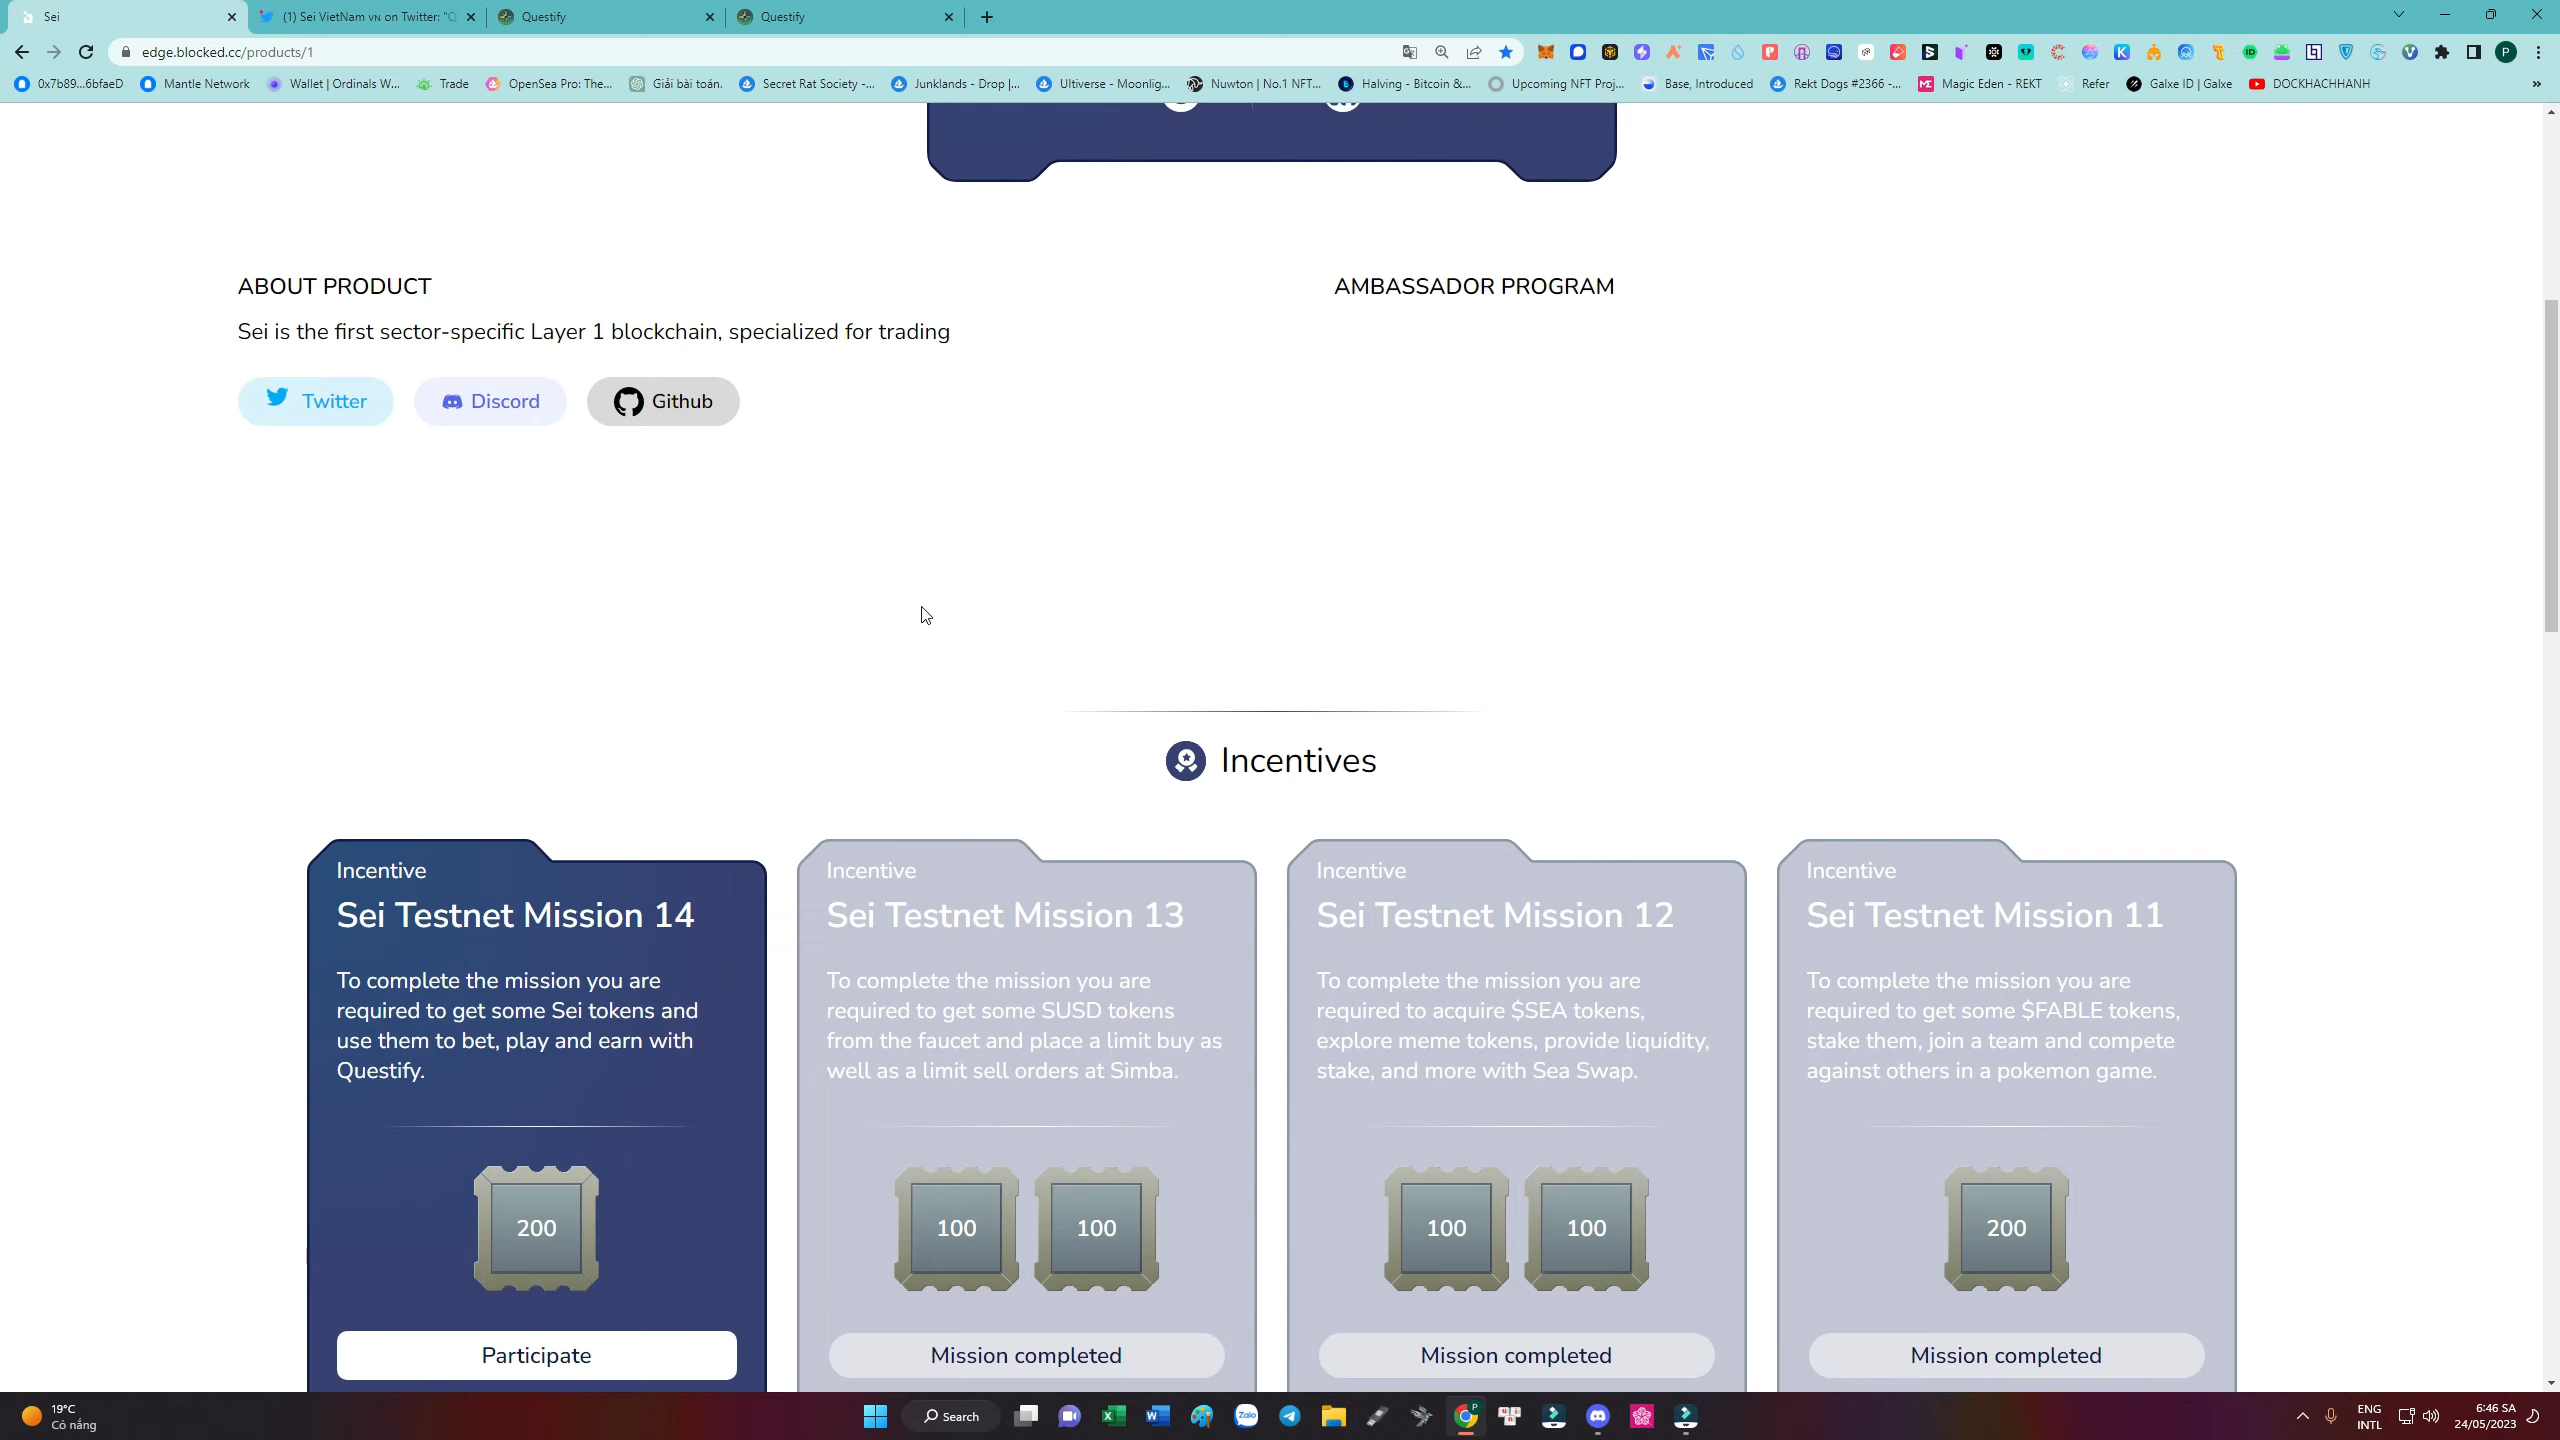 Sei
(1) Sei VietNam VN on Twitter: "Q
Questify
Questify
edge.blocked.cc/products/1
0x7b89...6bfaeD
Mantle Network
Wallet | Ordinals W...
Trade
OpenSea Pro: The...
Giải bài toán.
Secret Rat Society -...
Junklands - Drop |...
Ultiverse - Moonlig...
Nuwton | No.1 NFT...
Halving - Bitcoin &...
Upcoming NFT Proj...
Base, Introduced
Rekt Dogs #2366 -...
Magic Eden - REKT
Refer
Galxe ID | Galxe
DOCKHACHHANH
ABOUT PRODUCT
Sei is the first sector-specific Layer 1 blockchain, specialized for trading
Twitter
Discord
Github
AMBASSADOR PROGRAM
Incentives
Incentive
Sei Testnet Mission 14
To complete the mission you are
required to get some Sei tokens and
use them to bet, play and earn with
Questify.
200
Participate
Incentive
Sei Testnet Mission 13
To complete the mission you are
required to get some SUSD tokens
from the faucet and place a limit buy as
well as a limit sell orders at Simba.
100
100
Mission completed
Incentive
Sei Testnet Mission 12
To complete the mission you are
required to acquire $SEA tokens,
explore meme tokens, provide liquidity,
stake, and more with Sea Swap.
100
100
Mission completed
Incentive
Sei Testnet Mission 11
To complete the mission you are
required to get some $FABLE tokens,
stake them, join a team and compete
against others in a pokemon game.
200
Mission completed
19°C
Có nắng
Search
ENG
INTL
6:46 SA
24/05/2023